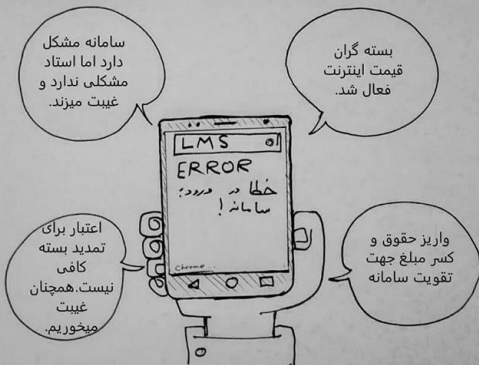 سامانه مشکل
دارد اما استاد
مشکلی ندارد و
غیبت میزند.
بسته گران
قیمت اینترنت
فعال شد.
LMS
ERROR
خطا در ورود؛
سامانه!
chrome...
اعتبار برای
تمدید بسته
کافی
نیست.همچنان
غیبت
میخوریم.
واریز حقوق و
کسر مبلغ جهت
تقویت سامانه